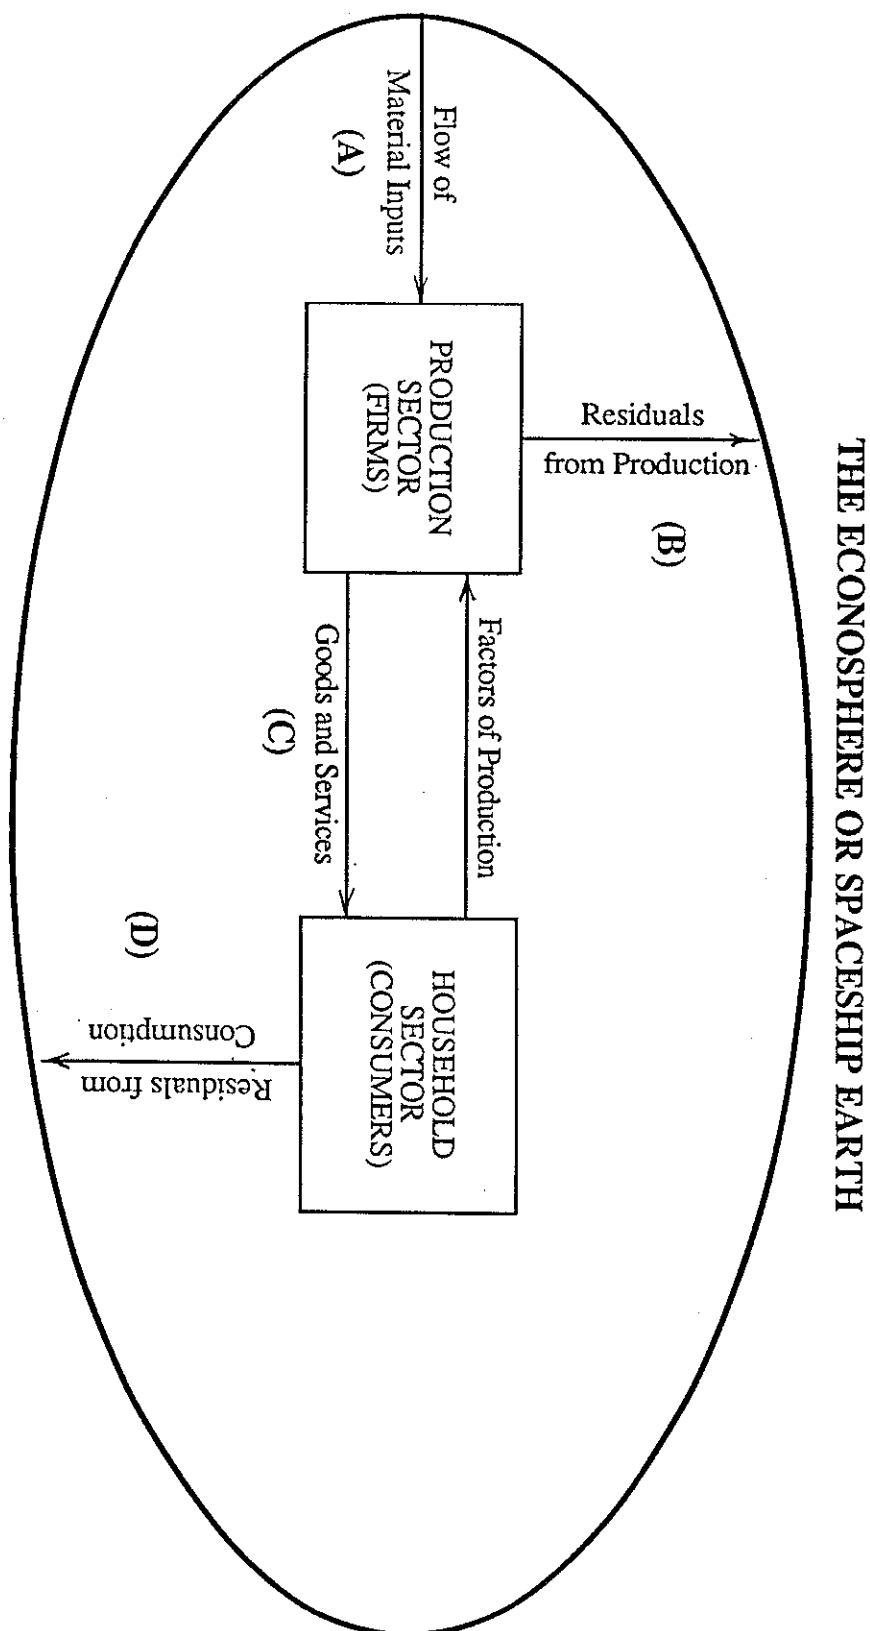 THE ECONOSPHERE OR SPACESHIP EARTH
Flow of
Material Inputs
(A)
PRODUCTION
SECTOR
(FIRMS)
Residuals
from Production
(B)
Factors of Production
Goods and Services
(C)
HOUSEHOLD
SECTOR
(CONSUMERS)
Residuals from
Consumption
(D)